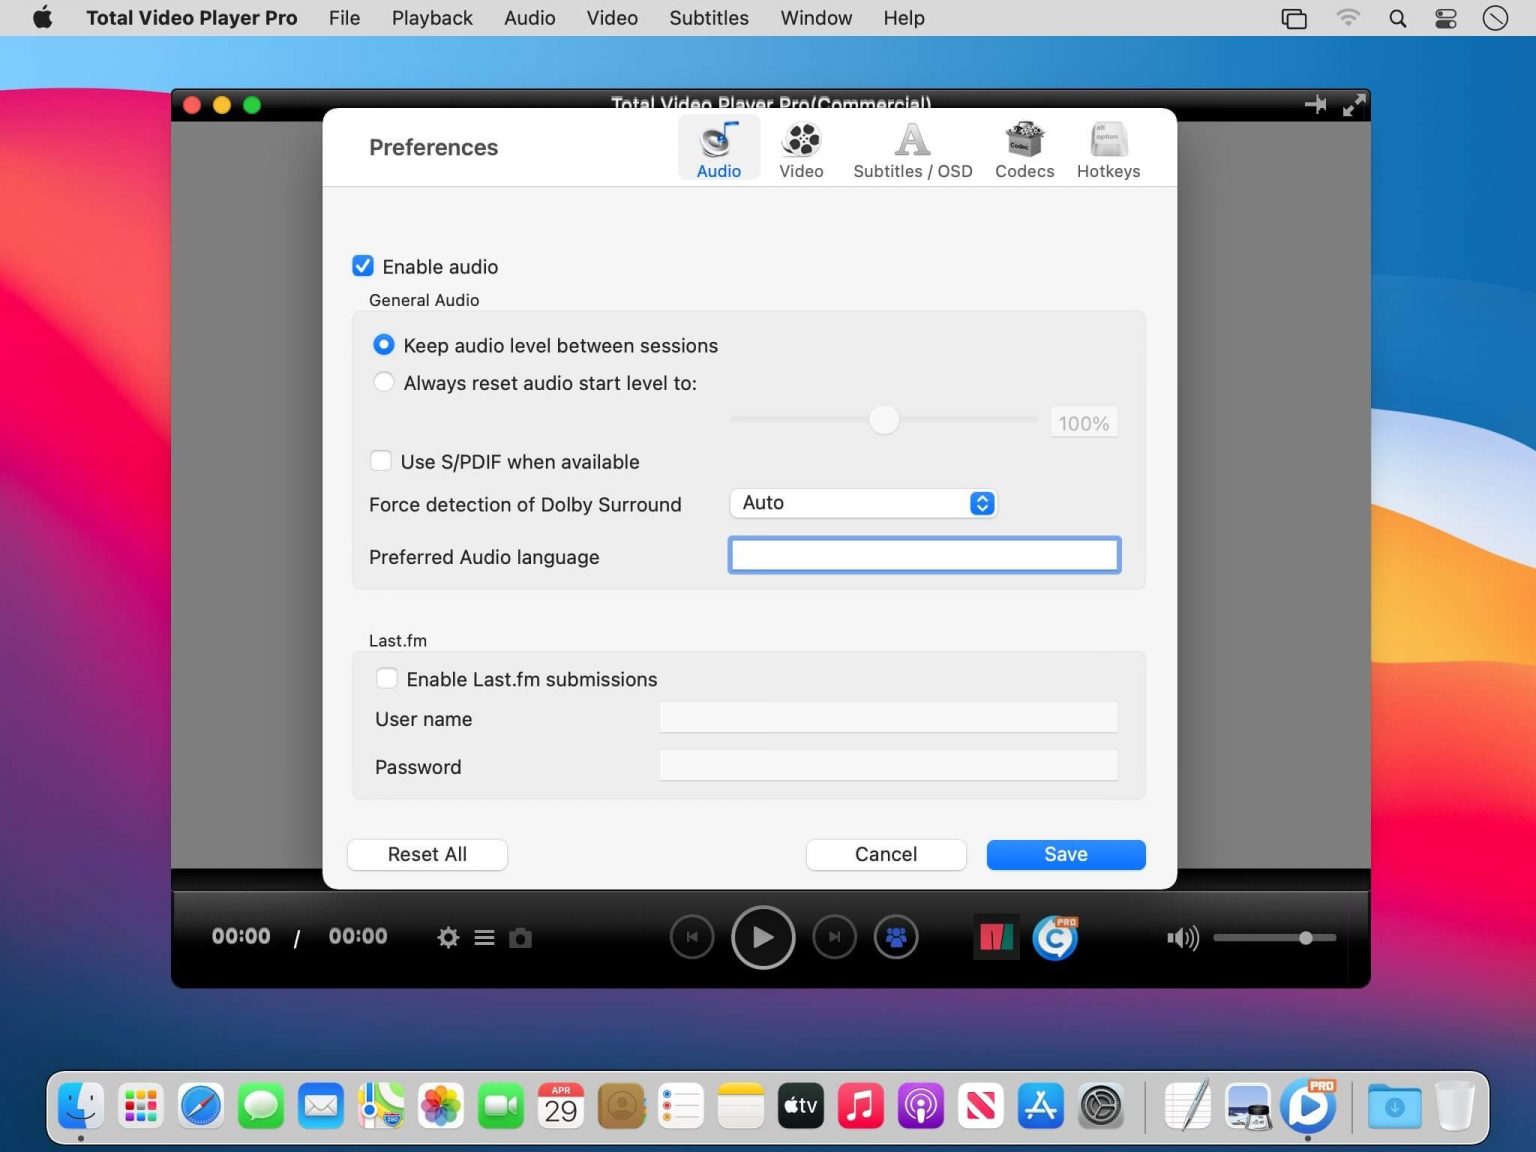 Total Video Player Pro File Playback Audio Video Subtitles Window Help
Total Video Player Pro(Commercial)
Preferences
Audio Video Subtitles / OSD Codecs Hotkeys
alt
option
Codec
Enable audio
General Audio
Keep audio level between sessions
Always reset audio start level to:
100%
Use S/PDIF when available
Force detection of Dolby Surround Auto
Preferred Audio language
Last.fm
Enable Last.fm submissions
User name
Password
Reset All Cancel Save
00:00 / 00:00
PRO
APR
29
tv
PRO